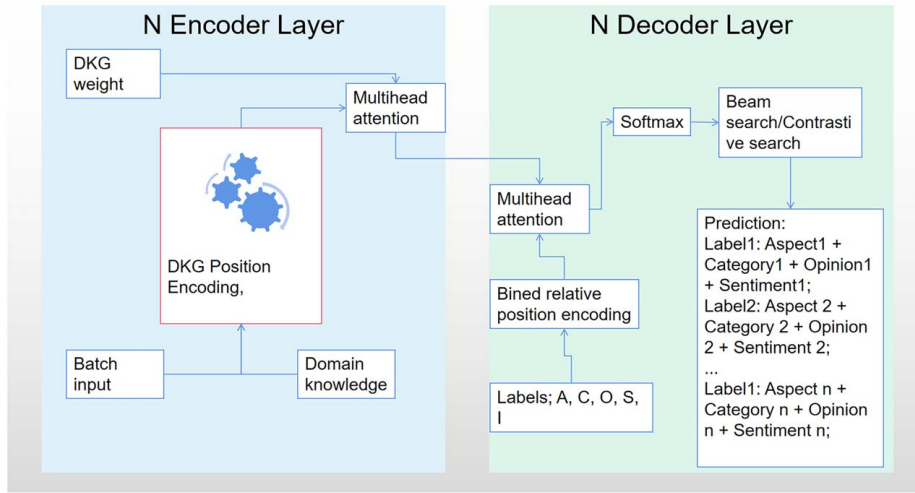 N Encoder Layer
DKG
weight
Multihead
attention
DKG Position
Encoding,
Batch
input
Domain
knowledge
N Decoder Layer
Softmax
Beam
search/Contrasti
ve search
Multihead
attention
Bined relative
position encoding
Labels; A, C, O, S,
I
Prediction:
Label1: Aspect1 +
Category1 + Opinion1
+ Sentiment1;
Label2: Aspect 2 +
Category 2 + Opinion
2 + Sentiment 2;
...
Label1: Aspect n +
Category n + Opinion
n + Sentiment n;